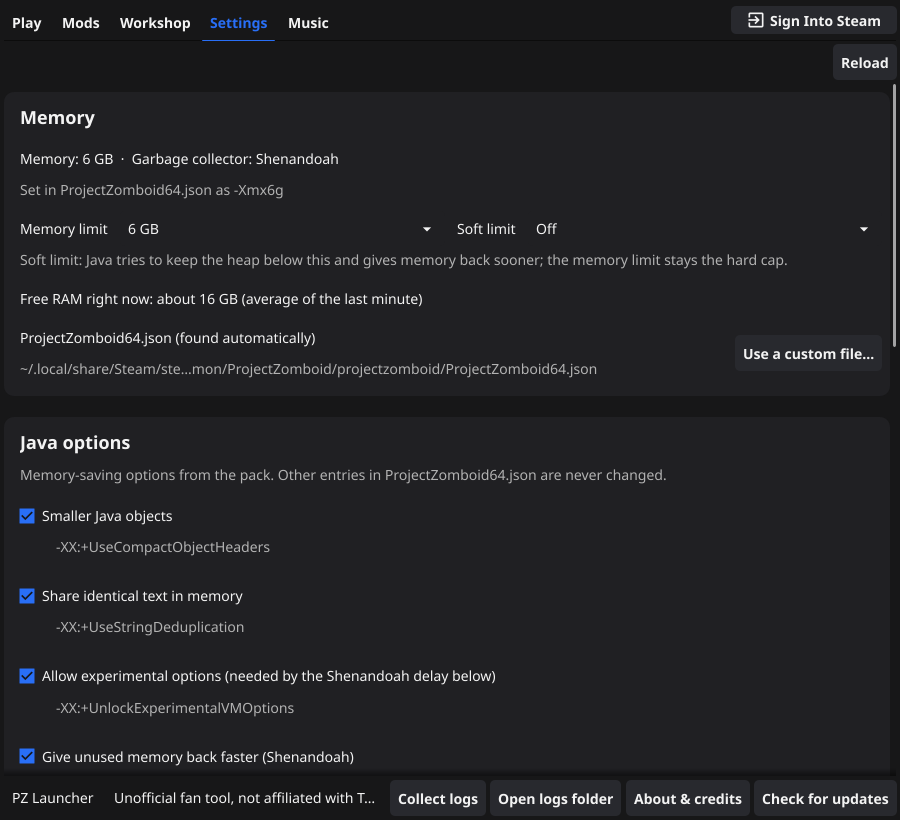 Play Mods Workshop Settings Music Sign Into Steam
Reload
Memory
Memory: 6 GB · Garbage collector: Shenandoah
Set in ProjectZomboid64.json as -Xmx6g
Memory limit 6 GB Soft limit Off
Soft limit: Java tries to keep the heap below this and gives memory back sooner; the memory limit stays the hard cap.
Free RAM right now: about 16 GB (average of the last minute)
ProjectZomboid64.json (found automatically)
Use a custom file...
~/.local/share/Steam/ste...mon/ProjectZomboid/projectzomboid/ProjectZomboid64.json
Java options
Memory-saving options from the pack. Other entries in ProjectZomboid64.json are never changed.
Smaller Java objects
-XX:+UseCompactObjectHeaders
Share identical text in memory
-XX:+UseStringDeduplication
Allow experimental options (needed by the Shenandoah delay below)
-XX:+UnlockExperimentalVMOptions
Give unused memory back faster (Shenandoah)
PZ Launcher Unofficial fan tool, not affiliated with T... Collect logs Open logs folder About & credits Check for updates